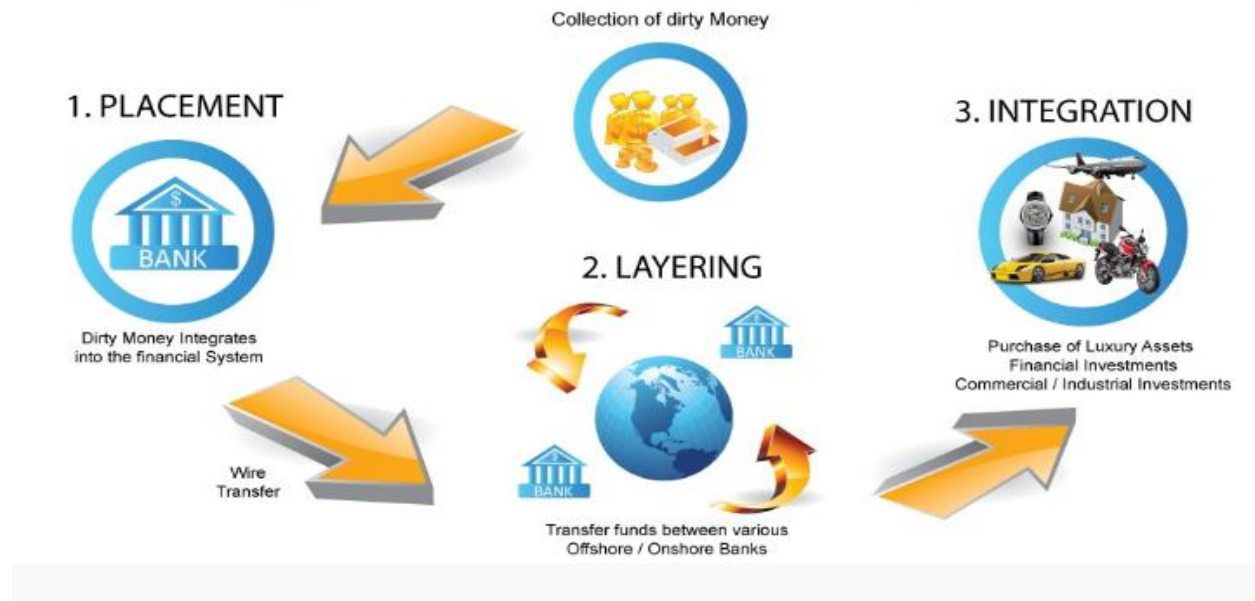 Collection of dirty Money
1. PLACEMENT
$
BANK
Dirty Money Integrates
into the financial System
Wire
Transfer
2. LAYERING
$
BANK
$
BANK
Transfer funds between various
Offshore / Onshore Banks
3. INTEGRATION
Purchase of Luxury Assets
Financial Investments
Commercial / Industrial Investments